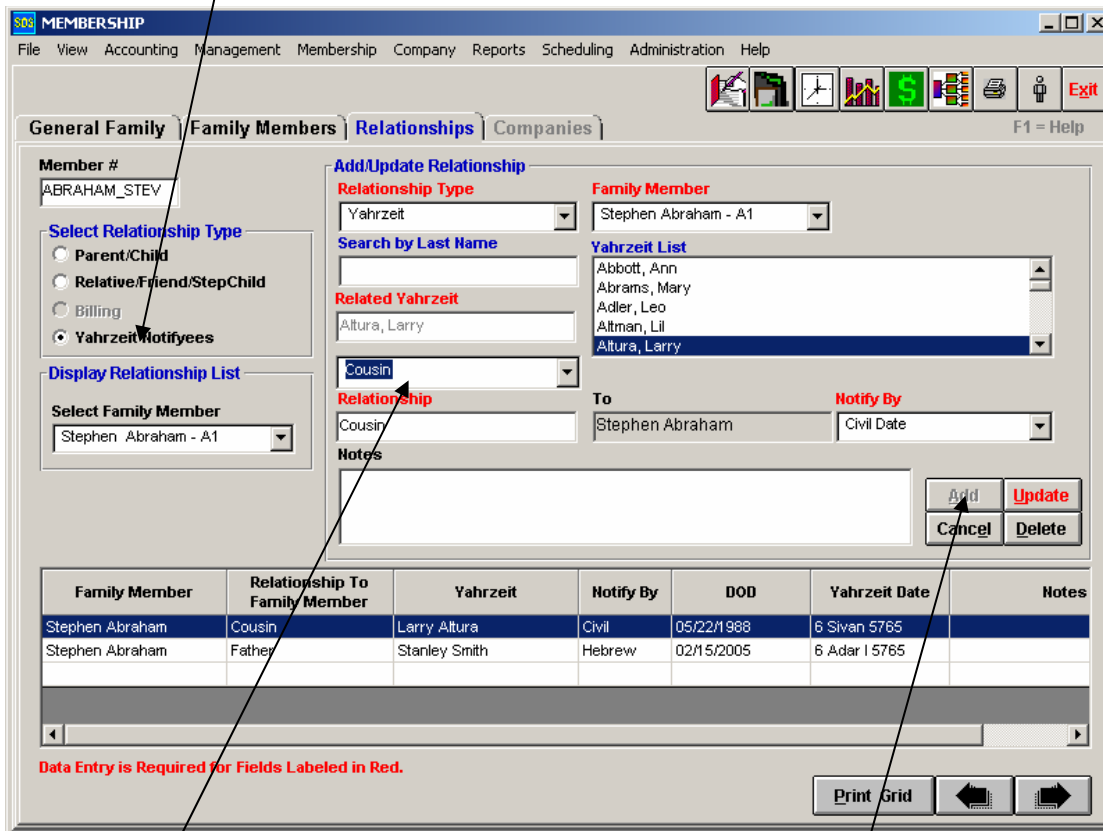 SDS MEMBERSHIP
File View Accounting Management Membership Company Reports Scheduling Administration Help
$ Exit
General Family Family Members Relationships Companies F1 = Help
Member #
ABRAHAM_STEV
Select Relationship Type
Parent/Child
Relative/Friend/StepChild
Billing
Yahrzeit Notifyees
Display Relationship List
Select Family Member
Stephen Abraham - A1
Add/Update Relationship
Relationship Type Family Member
Yahrzeit Stephen Abraham - A1
Search by Last Name Yahrzeit List
Abbott, Ann
Abrams, Mary
Adler, Leo
Altman, Lil
Altura, Larry
Related Yahrzeit
Altura, Larry
Cousin
Relationship To Notify By
Cousin Stephen Abraham Civil Date
Notes
Add Update
Cancel Delete
Family Member Relationship To Family Member Yahrzeit Notify By DOD Yahrzeit Date Notes
Stephen Abraham Cousin Larry Altura Civil 05/22/1988 6 Sivan 5765
Stephen Abraham Father Stanley Smith Hebrew 02/15/2005 6 Adar I 5765
Data Entry is Required for Fields Labeled in Red.
Print Grid